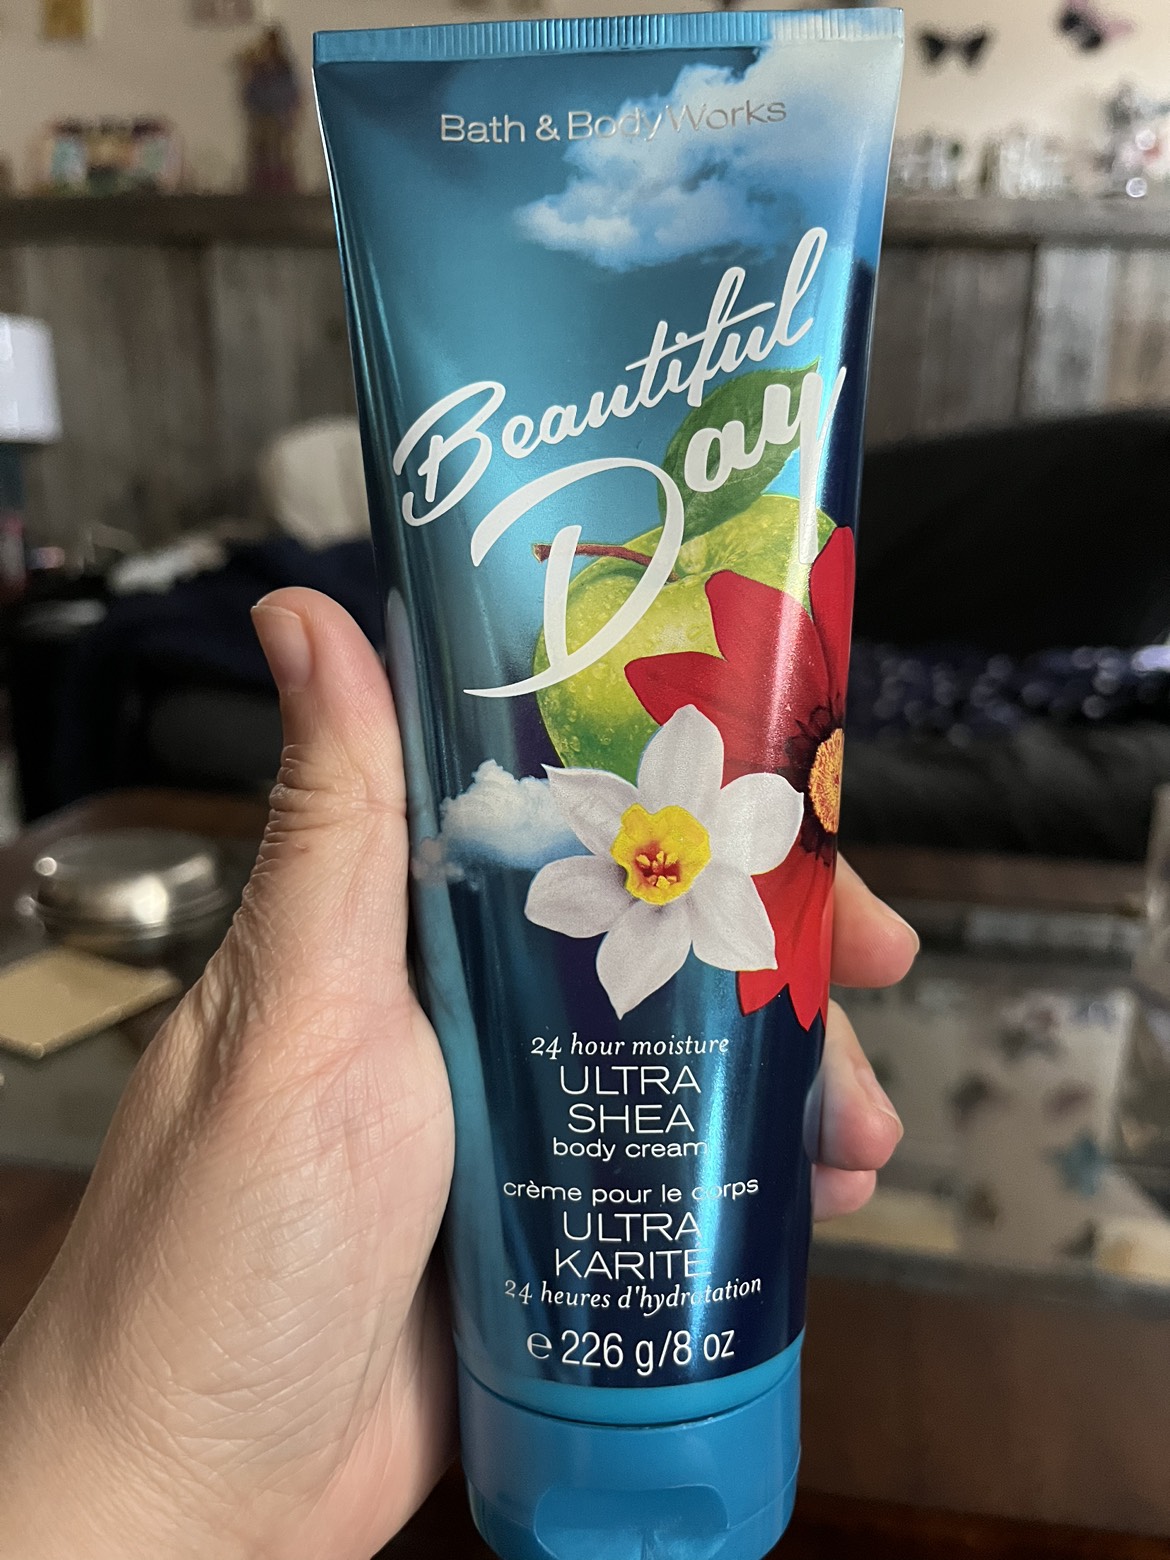 Bath & Body Works
Beautiful
Day
24 hour moisture
ULTRA
SHEA
body cream
crème pour le corps
ULTRA
KARITÉ
24 heures d'hydratation
℮ 226 g/8 oz